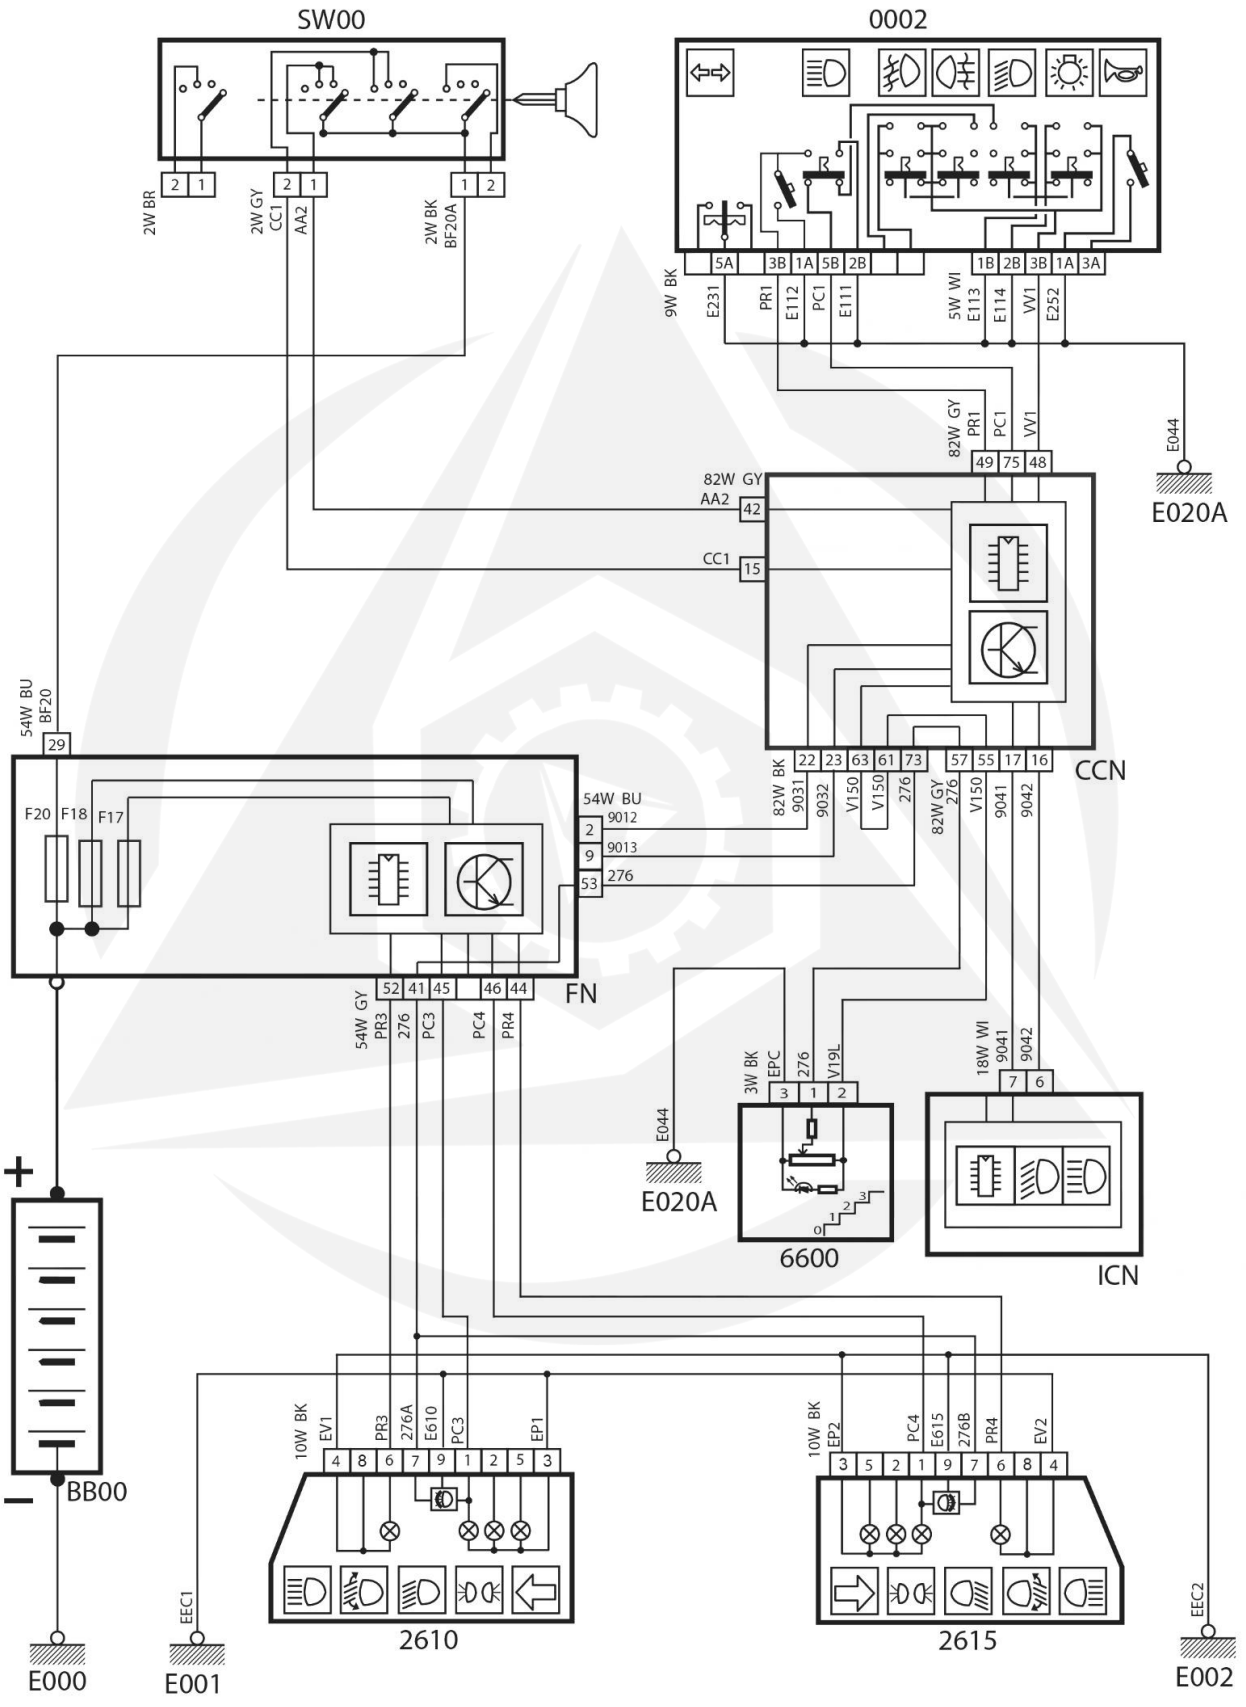 SW00
0002
2 1 2 1 1 2
2W BR
2W GY
CC1
AA2
2W BK
BF20A
5A 3B 1A 5B 2B 1B 2B 3B 1A 3A
9W BK
E231
PR1
E112
PC1
E111
5W WI
E113
E114
VV1
E252
82W GY
PR1
PC1
VV1
E044
49 75 48
E020A
82W GY
AA2
42
CC1
15
54W BU
BF20
29
22 23 63 61 73 57 55 17 16
CCN
82W BK
9031
9032
V150
V150
276
82W GY
276
V150
9041
9042
F20 F18 F17
54W BU
2 9012
9 9013
53 276
52 41 45 46 44
FN
54W GY
PR3
276
PC3
PC4
PR4
18W WI
9041
9042
7 6
3W BK
EPC
276
V19L
3 1 2
E044
E020A
0 1 2 3
6600
ICN
+
BB00
−
10W BK
EV1
PR3
276A
E610
PC3
EP1
4 8 6 7 9 1 2 5 3
10W BK
EP2
PC4
E615
276B
PR4
EV2
3 5 2 1 9 7 6 8 4
EEC1
EEC2
2610
2615
E000
E001
E002